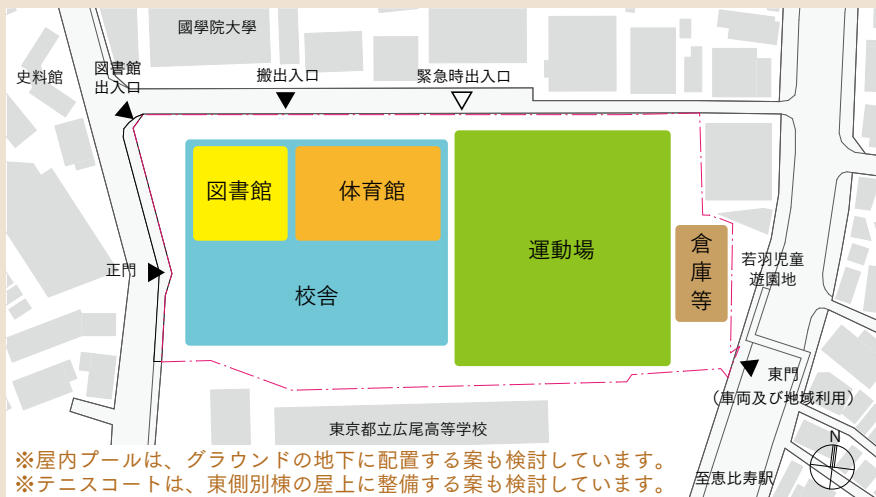 國學院大學
史料館
図書館
出入口
搬出入口
緊急時出入口
図書館
体育館
運動場
倉
庫
等
校舎
正門
若羽児童
遊園地
東門
(車両及び地域利用)
東京都立広尾高等学校
N
至恵比寿駅
※屋内プールは、グラウンドの地下に配置する案も検討しています。
※テニスコートは、東側別棟の屋上に整備する案も検討しています。